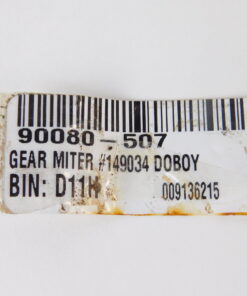 90080-507
GEAR MITER #149034 DOBOY
BIN: D11H 009136215